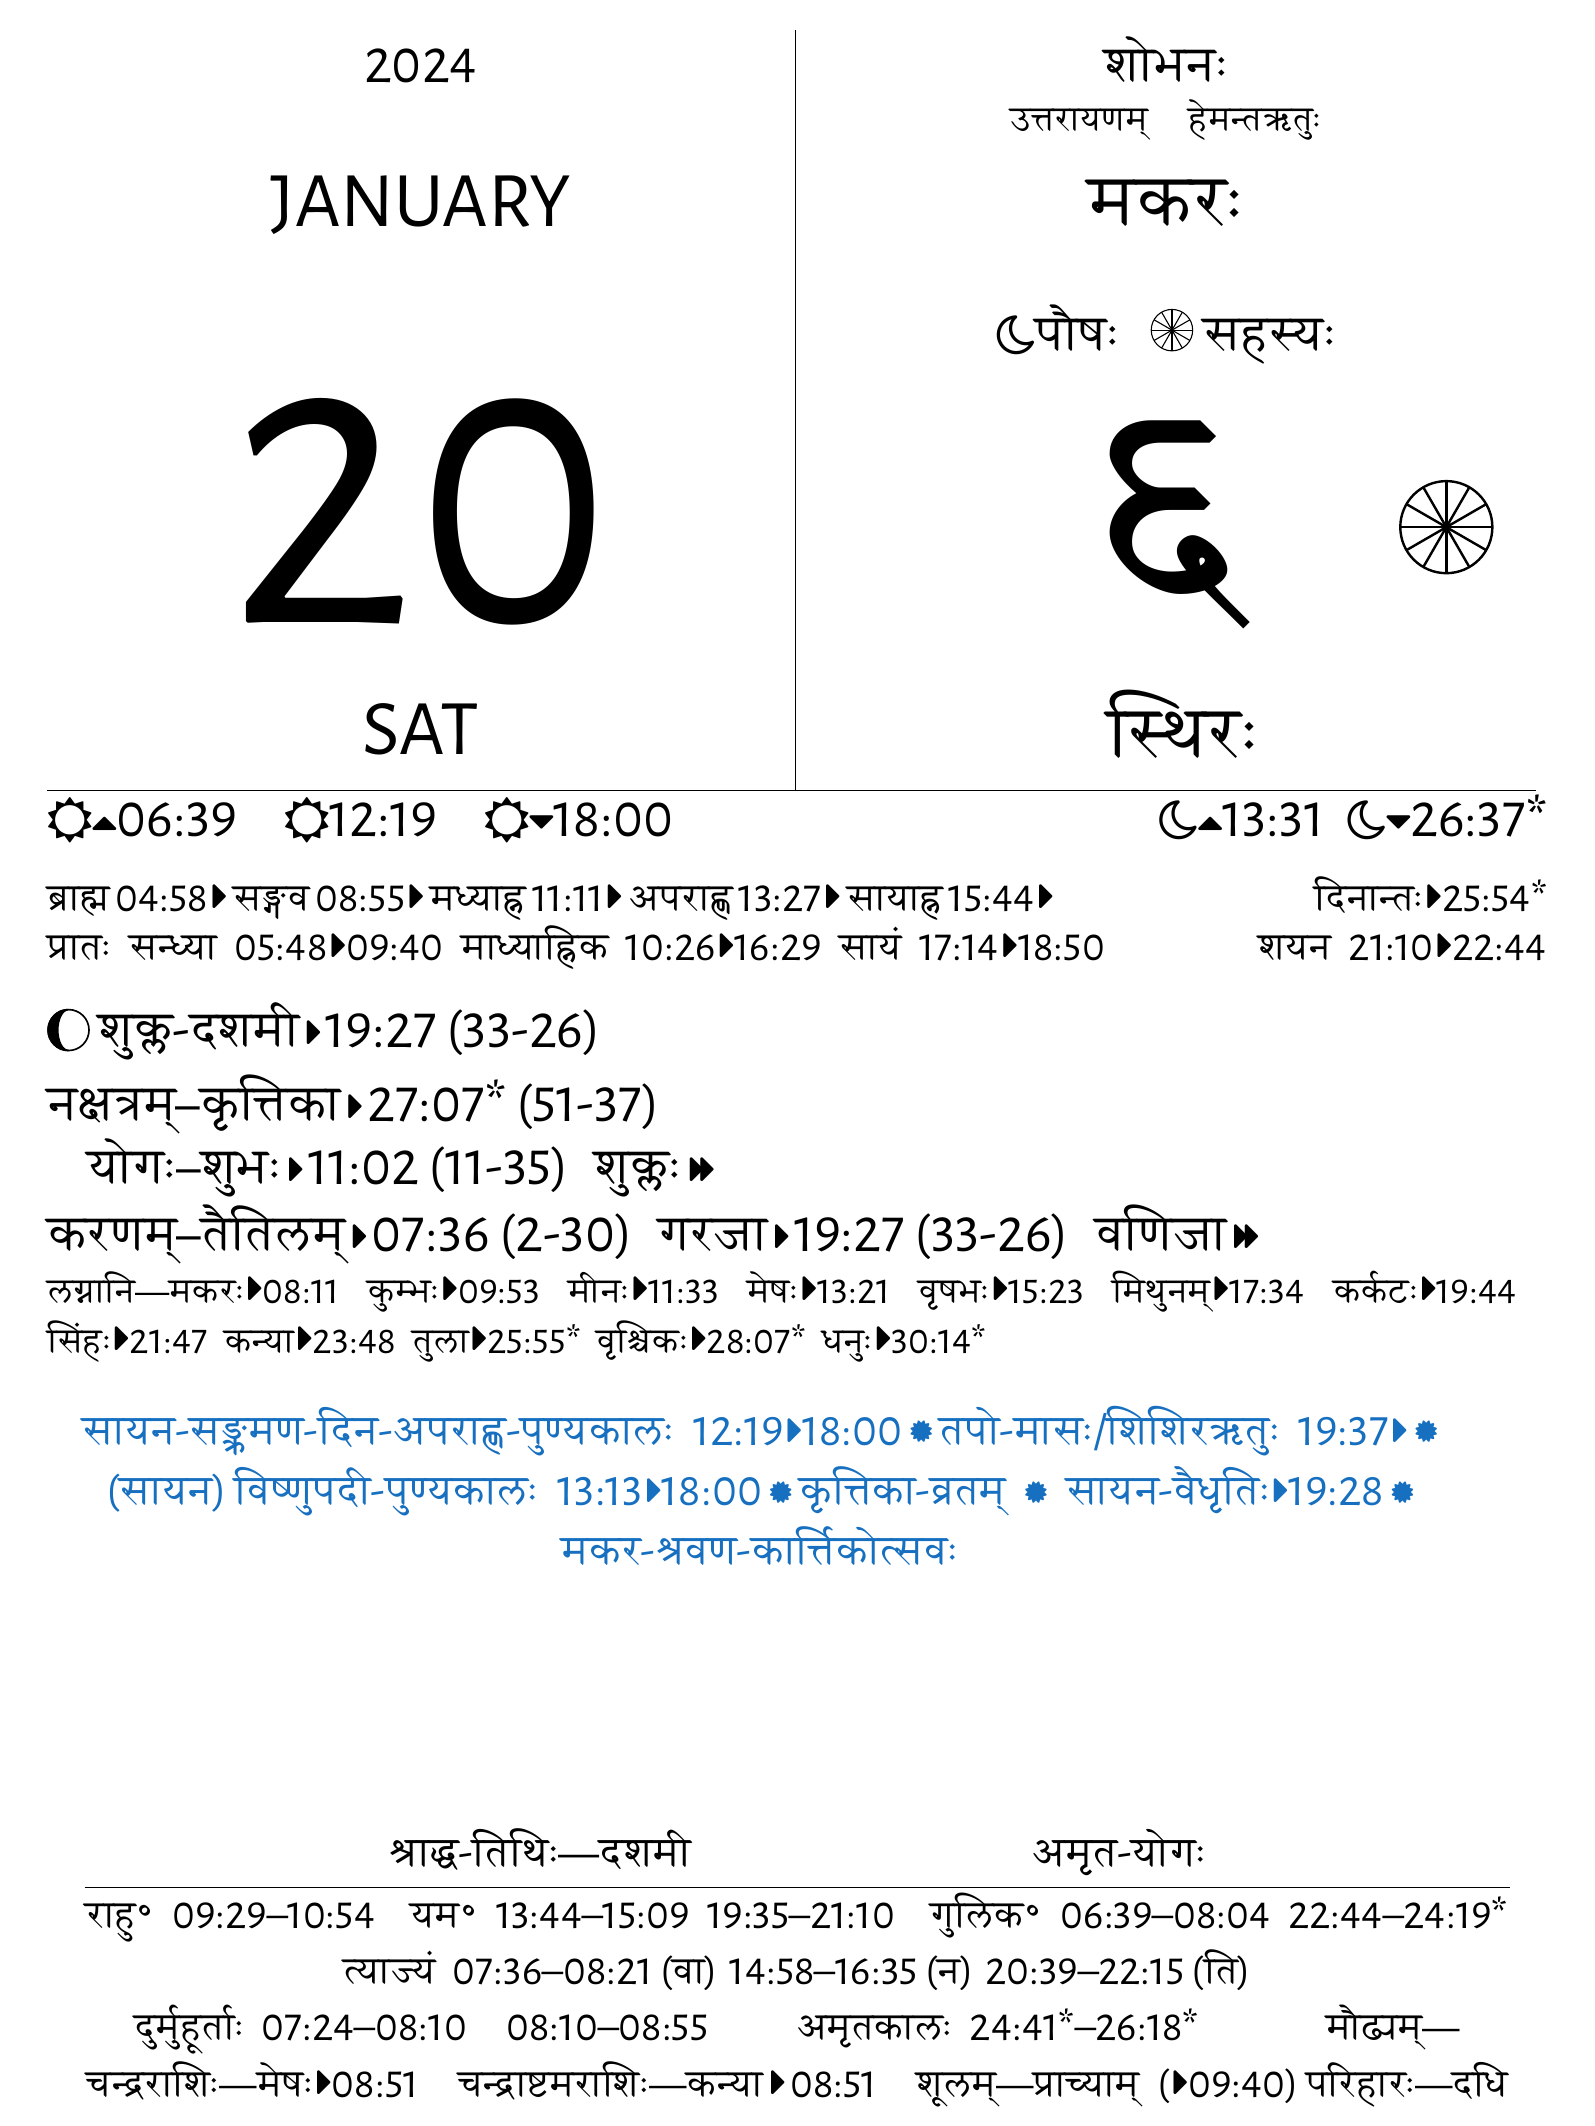 2024
JANUARY
20
SAT
शोभनः
उत्तरायणम् हेमन्तऋतुः
मकरः
पौषः सहस्यः
६
स्थिरः
06:39 12:19 18:00 13:31 26:37*
ब्राह्म 04:58 सङ्गव 08:55 मध्याह्न 11:11 अपराह्ण 13:27 सायाह्न 15:44 दिनान्तः 25:54*
प्रातः सन्ध्या 05:48 09:40 माध्याह्निक 10:26 16:29 सायं 17:14 18:50 शयन 21:10 22:44
शुक्ल-दशमी 19:27 (33-26)
नक्षत्रम्–कृत्तिका 27:07* (51-37)
योगः–शुभः 11:02 (11-35) शुक्लः
करणम्–तैतिलम् 07:36 (2-30) गरजा 19:27 (33-26) वणिजा
लग्नानि—मकरः 08:11 कुम्भः 09:53 मीनः 11:33 मेषः 13:21 वृषभः 15:23 मिथुनम् 17:34 कर्कटः 19:44
सिंहः 21:47 कन्या 23:48 तुला 25:55* वृश्चिकः 28:07* धनुः 30:14*
सायन-सङ्क्रमण-दिन-अपराह्ण-पुण्यकालः 12:19 18:00 तपो-मासः/शिशिरऋतुः 19:37
(सायन) विष्णुपदी-पुण्यकालः 13:13 18:00 कृत्तिका-व्रतम् सायन-वैधृतिः 19:28
मकर-श्रवण-कार्त्तिकोत्सवः
श्राद्ध-तिथिः—दशमी अमृत-योगः
राहु॰ 09:29–10:54 यम॰ 13:44–15:09 19:35–21:10 गुलिक॰ 06:39–08:04 22:44–24:19*
त्याज्यं 07:36–08:21 (वा) 14:58–16:35 (न) 20:39–22:15 (ति)
दुर्मुहूर्ताः 07:24–08:10 08:10–08:55 अमृतकालः 24:41*–26:18* मौढ्यम्—
चन्द्रराशिः—मेषः 08:51 चन्द्राष्टमराशिः—कन्या 08:51 शूलम्—प्राच्याम् ( 09:40) परिहारः—दधि